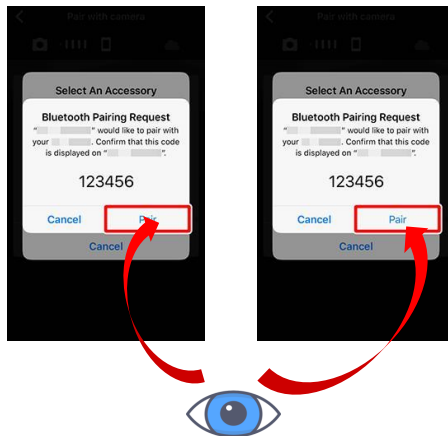 Pair with camera
Select An Accessory
Bluetooth Pairing Request
“ ” would like to pair with
your . Confirm that this code
is displayed on “ ”.
123456
Cancel Pair
Cancel
Pair with camera
Select An Accessory
Bluetooth Pairing Request
“ ” would like to pair with
your . Confirm that this code
is displayed on “ ”.
123456
Cancel Pair
Cancel